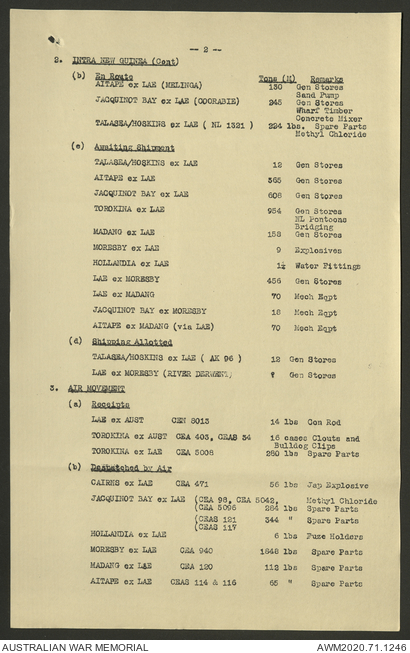 -- 2 --
2. INTRA NEW GUINEA (Cont)
(b) En Route Tons (M) Remarks
AITAPE ex LAE (MELINGA) 130 Gen Stores
Sand Pump
JACQUINOT BAY ex LAE (COORABIE) 245 Gen Stores
Wharf Timber
Concrete Mixer
TALASEA/HOSKINS ex LAE ( NL 1321 ) 224 lbs. Spare Parts
Methyl Chloride
(c) Awaiting Shipment
TALASEA/HOSKINS ex LAE 12 Gen Stores
AITAPE ex LAE 365 Gen Stores
JACQUINOT BAY ex LAE 608 Gen Stores
TOROKINA ex LAE 954 Gen Stores
NL Pontoons
Bridging
MADANG ex LAE 153 Gen Stores
MORESBY ex LAE 9 Explosives
HOLLANDIA ex LAE 1¼ Water Fittings
LAE ex MORESBY 456 Gen Stores
LAE ex MADANG 70 Mech Eqpt
JACQUINOT BAY ex MORESBY 18 Mech Eqpt
AITAPE ex MADANG (via LAE) 70 Mech Eqpt
(d) Shipping Allotted
TALASEA/HOSKINS ex LAE ( AK 96 ) 12 Gen Stores
LAE ex MORESBY (RIVER DERWENT) ? Gen Stores
3. AIR MOVEMENT
(a) Receipts
LAE ex AUST CEN 8013 14 lbs Con Rod
TOROKINA ex AUST CEA 403, CEAS 54 16 cases Clouts and
Bulldog Clips
TOROKINA ex LAE CEA 5008 280 lbs Spare Parts
(b) Despatched by Air
CAIRNS ex LAE CEA 471 56 lbs Jap Explosive
JACQUINOT BAY ex LAE (CEA 98, CEA 5042, Methyl Chloride
(CEA 5096 284 lbs Spare Parts
(CEAS 121 344 " Spare Parts
(CEAS 117
HOLLANDIA ex LAE 6 lbs Fuze Holders
MORESBY ex LAE CEA 940 1848 lbs Spare Parts
MADANG ex LAE CEA 120 112 lbs Spare Parts
AITAPE ex LAE CEAS 114 & 116 65 " Spare Parts
AUSTRALIAN WAR MEMORIAL AWM2020.71.1246